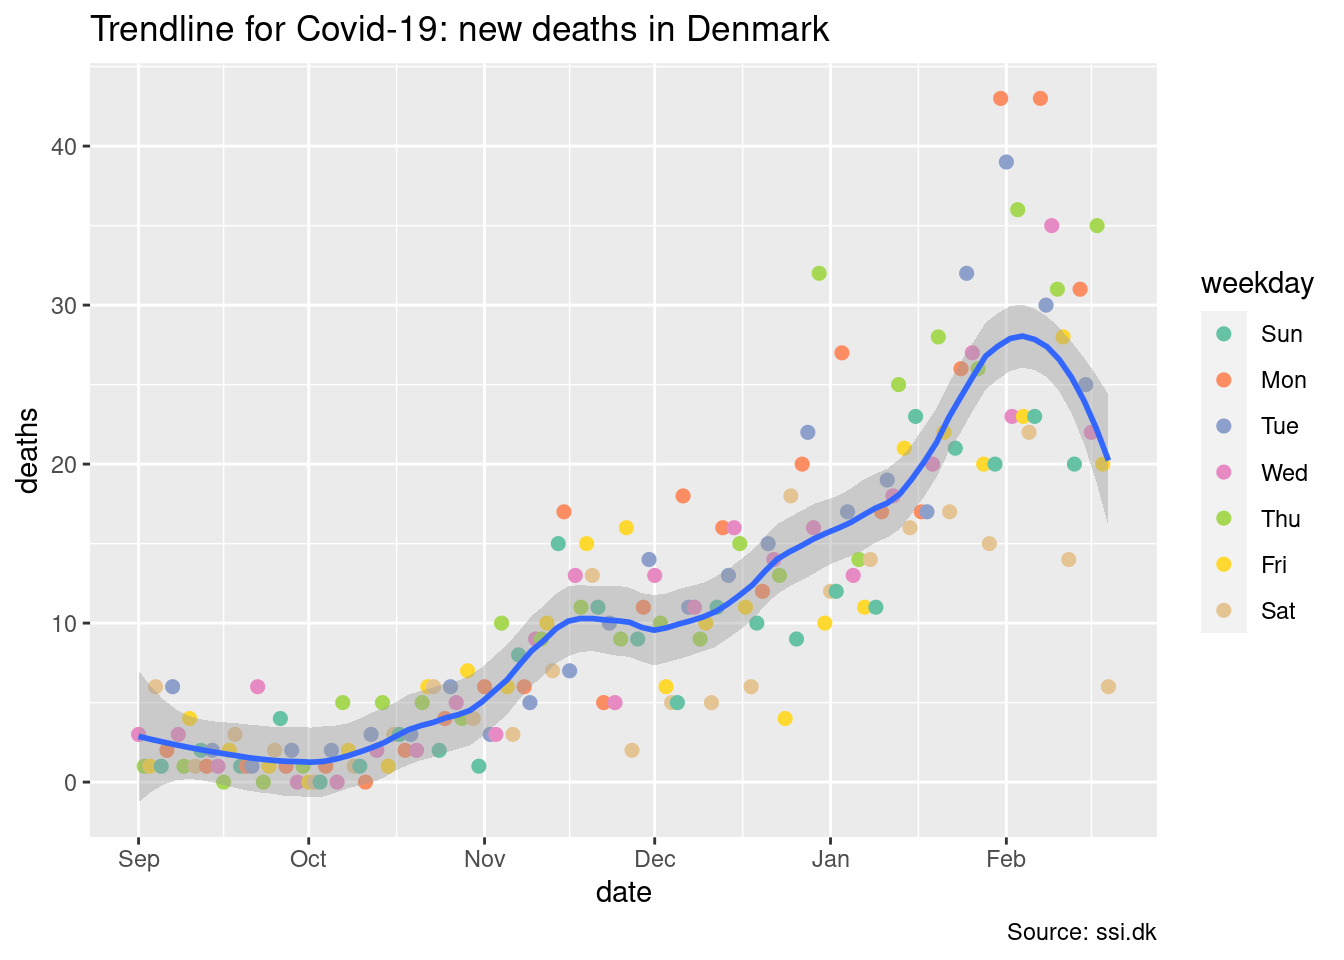 Trendline for Covid-19: new deaths in Denmark
40
30
20
10
0
deaths
Sep Oct Nov Dec Jan Feb
date
weekday
Sun
Mon
Tue
Wed
Thu
Fri
Sat
Source: ssi.dk